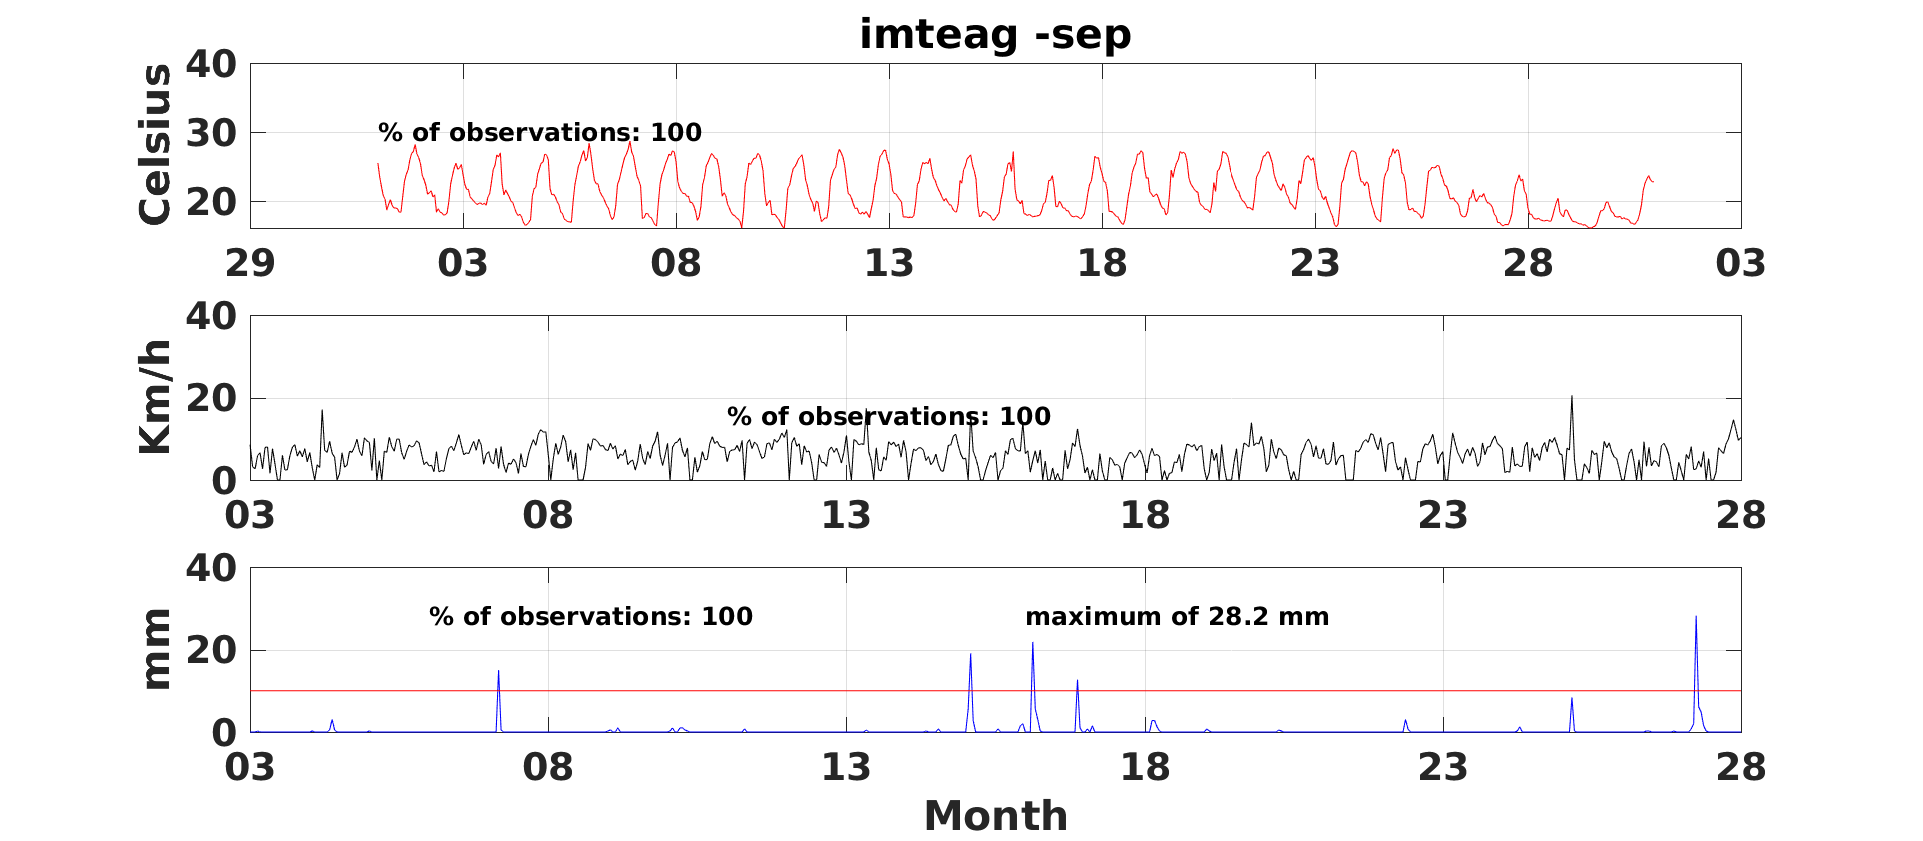 imteag -sep
Celsius
40
30
20
% of observations: 100
29 03 08 13 18 23 28 03
Km/h
40
20
0
% of observations: 100
03 08 13 18 23 28
mm
40
20
0
% of observations: 100
maximum of 28.2 mm
03 08 13 18 23 28
Month